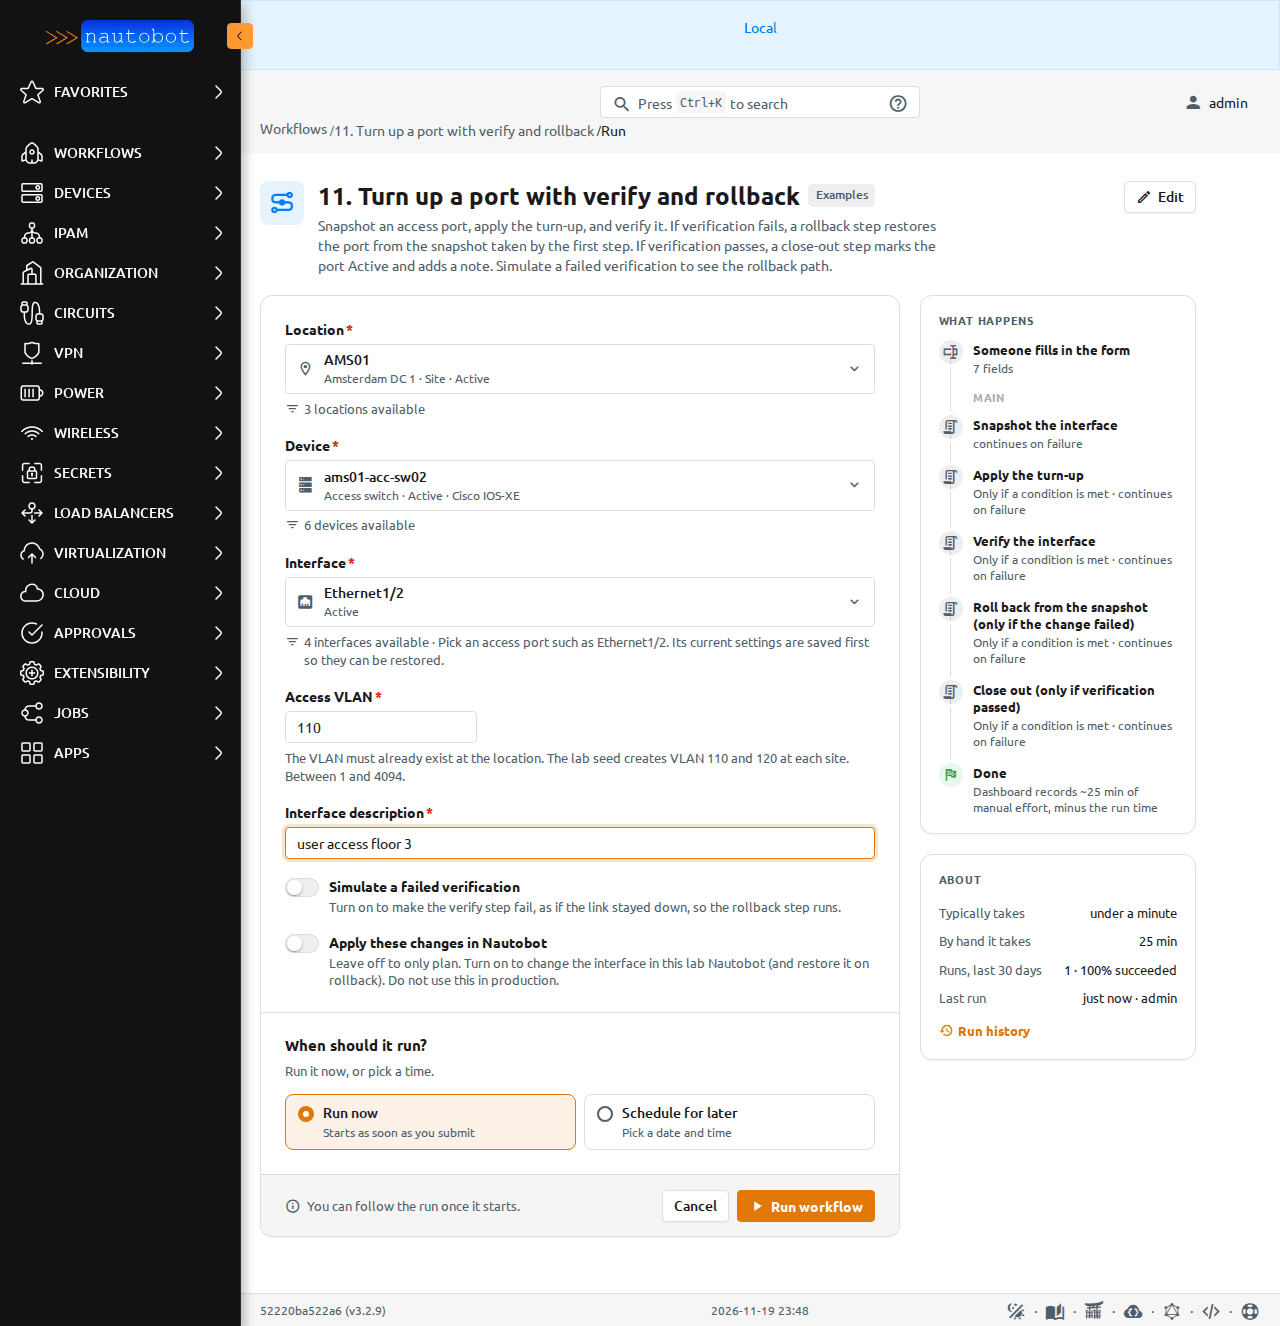 nautobot
FAVORITES
WORKFLOWS
DEVICES
IPAM
ORGANIZATION
CIRCUITS
VPN
POWER
WIRELESS
SECRETS
LOAD BALANCERS
VIRTUALIZATION
CLOUD
APPROVALS
EXTENSIBILITY
JOBS
APPS
Local
Press Ctrl+K to search
admin
Workflows / 11. Turn up a port with verify and rollback / Run
11. Turn up a port with verify and rollback Examples
Edit
Snapshot an access port, apply the turn-up, and verify it. If verification fails, a rollback step restores
the port from the snapshot taken by the first step. If verification passes, a close-out step marks the
port Active and adds a note. Simulate a failed verification to see the rollback path.
Location *
AMS01
Amsterdam DC 1 · Site · Active
3 locations available
Device *
ams01-acc-sw02
Access switch · Active · Cisco IOS-XE
6 devices available
Interface *
Ethernet1/2
Active
4 interfaces available · Pick an access port such as Ethernet1/2. Its current settings are saved first
so they can be restored.
Access VLAN *
110
The VLAN must already exist at the location. The lab seed creates VLAN 110 and 120 at each site.
Between 1 and 4094.
Interface description *
user access floor 3
Simulate a failed verification
Turn on to make the verify step fail, as if the link stayed down, so the rollback step runs.
Apply these changes in Nautobot
Leave off to only plan. Turn on to change the interface in this lab Nautobot (and restore it on
rollback). Do not use this in production.
When should it run?
Run it now, or pick a time.
Run now
Starts as soon as you submit
Schedule for later
Pick a date and time
You can follow the run once it starts.
Cancel
Run workflow
WHAT HAPPENS
Someone fills in the form
7 fields
MAIN
Snapshot the interface
continues on failure
Apply the turn-up
Only if a condition is met · continues
on failure
Verify the interface
Only if a condition is met · continues
on failure
Roll back from the snapshot
(only if the change failed)
Only if a condition is met · continues
on failure
Close out (only if verification
passed)
Only if a condition is met · continues
on failure
Done
Dashboard records ~25 min of
manual effort, minus the run time
ABOUT
Typically takes under a minute
By hand it takes 25 min
Runs, last 30 days 1 · 100% succeeded
Last run just now · admin
Run history
52220ba522a6 (v3.2.9)
2026-11-19 23:48